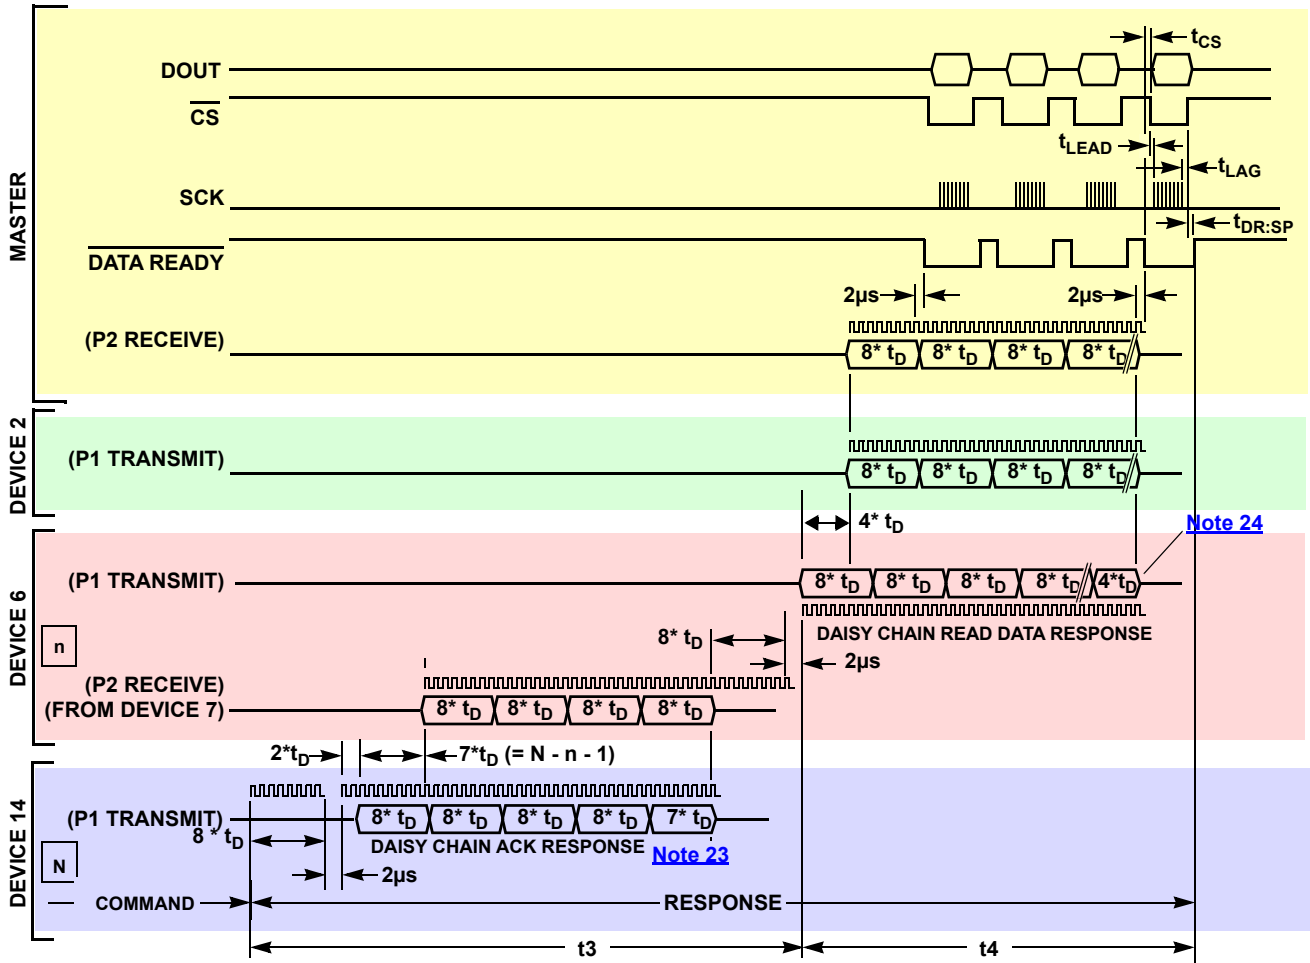 MASTER
DOUT
CS
SCK
DATA READY
(P2 RECEIVE)
tCS
tLEAD
tLAG
tDR:SP
2µs
2µs
8* tD
8* tD
8* tD
8* tD
DEVICE 2
(P1 TRANSMIT)
8* tD
8* tD
8* tD
8* tD
4* tD
Note 24
DEVICE 6
(P1 TRANSMIT)
8* tD
8* tD
8* tD
8* tD
4*tD
DAISY CHAIN READ DATA RESPONSE
n
8* tD
2µs
(P2 RECEIVE)
(FROM DEVICE 7)
8* tD
8* tD
8* tD
8* tD
2*tD
7*tD (= N - n - 1)
DEVICE 14
(P1 TRANSMIT)
8* tD
8* tD
8* tD
8* tD
7* tD
8 * tD
DAISY CHAIN ACK RESPONSE
Note 23
N
2µs
COMMAND
RESPONSE
t3
t4